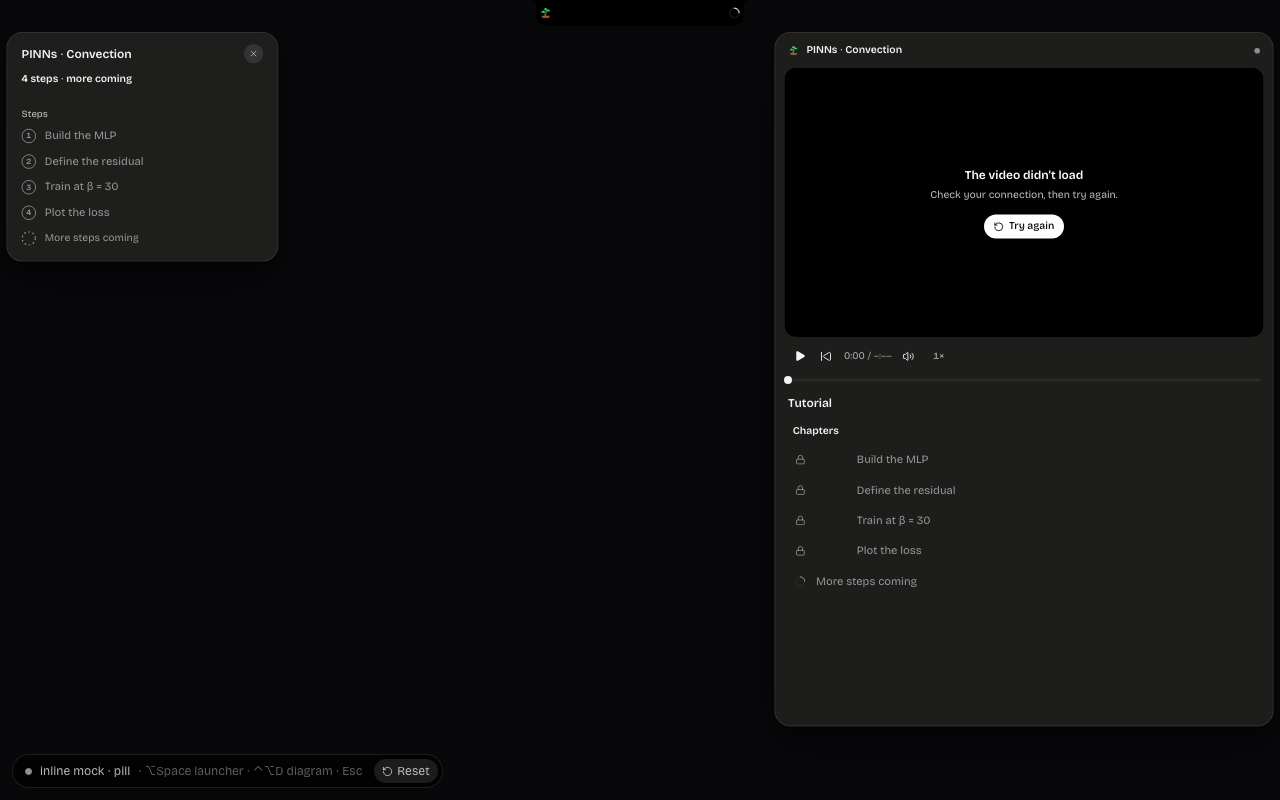 PINNs · Convection
4 steps · more coming
Steps
1 Build the MLP
2 Define the residual
3 Train at β = 30
4 Plot the loss
More steps coming
PINNs · Convection
The video didn't load
Check your connection, then try again.
Try again
0:00 / –:–– 1×
Tutorial
Chapters
Build the MLP
Define the residual
Train at β = 30
Plot the loss
More steps coming
inline mock · pill · ⌥Space launcher · ⌃⌥D diagram · Esc Reset